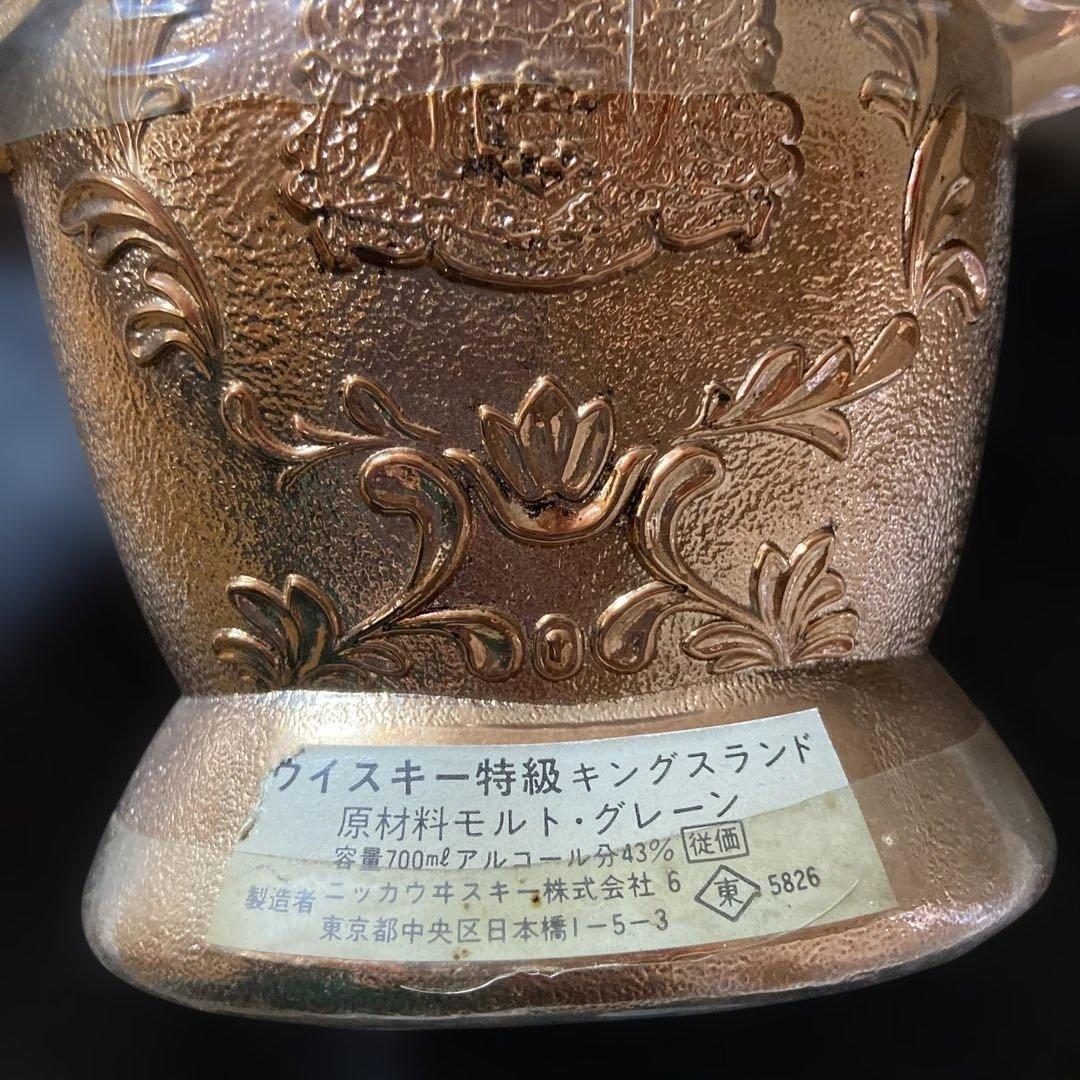 ウイスキー特級キングスランド
原材料モルト・グレーン
容量700mlアルコール分43% 従価
製造者ニッカウヰスキー株式会社 6 東 5826
東京都中央区日本橋1-5-3